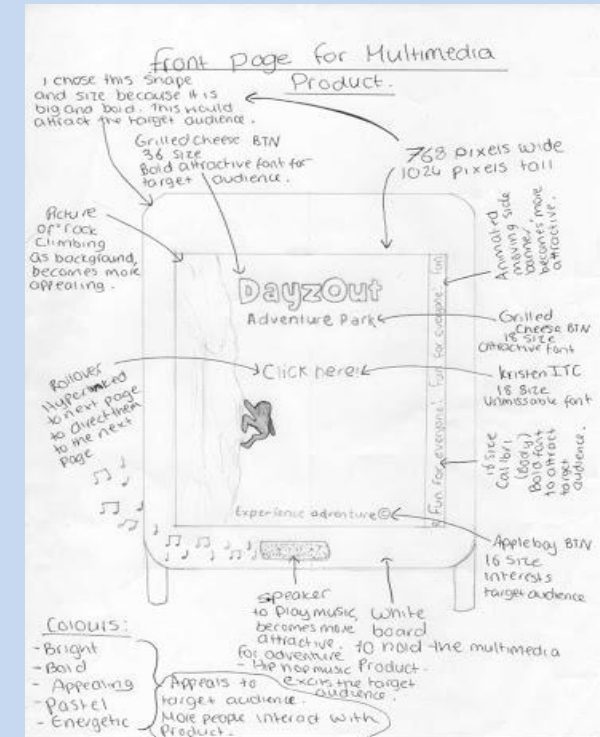 front page for Multimedia
Product.
I chose this shape
and size because it is
big and bold. This would
attract the target audience.
Grilled Cheese BTN
36 size
Bold attractive font for
target audience.
768 pixels wide
1024 pixels tall
Picture
of rock
climbing
as background,
becomes more
appealing.
Animated
moving side
banner,
becomes more
attractive.
DayzOut
Adventure Park
Grilled
Cheese BTN
18 size
attractive font
Click here!
Kristen ITC
18 size
unmissable font
Rollover
Hyperlinked
to next page
to direct them
to the next
page
Fun for everyone! Fun for everyone! Fun
18 size
Calibri
(Body)
Bold font
to attract
target
audience.
Experience adventure©
Applebay BTN
16 size
interests
target audience
speaker
to play music,
becomes more
attractive.
for adventure
- Hip hop music
excits the target
audience.
White
board
to hold the multimedia
Product.
Colours:
- Bright
- Bold
- Appealing
- Pastel
- Energetic
Appeals to
target audience.
More people interact with
Product.